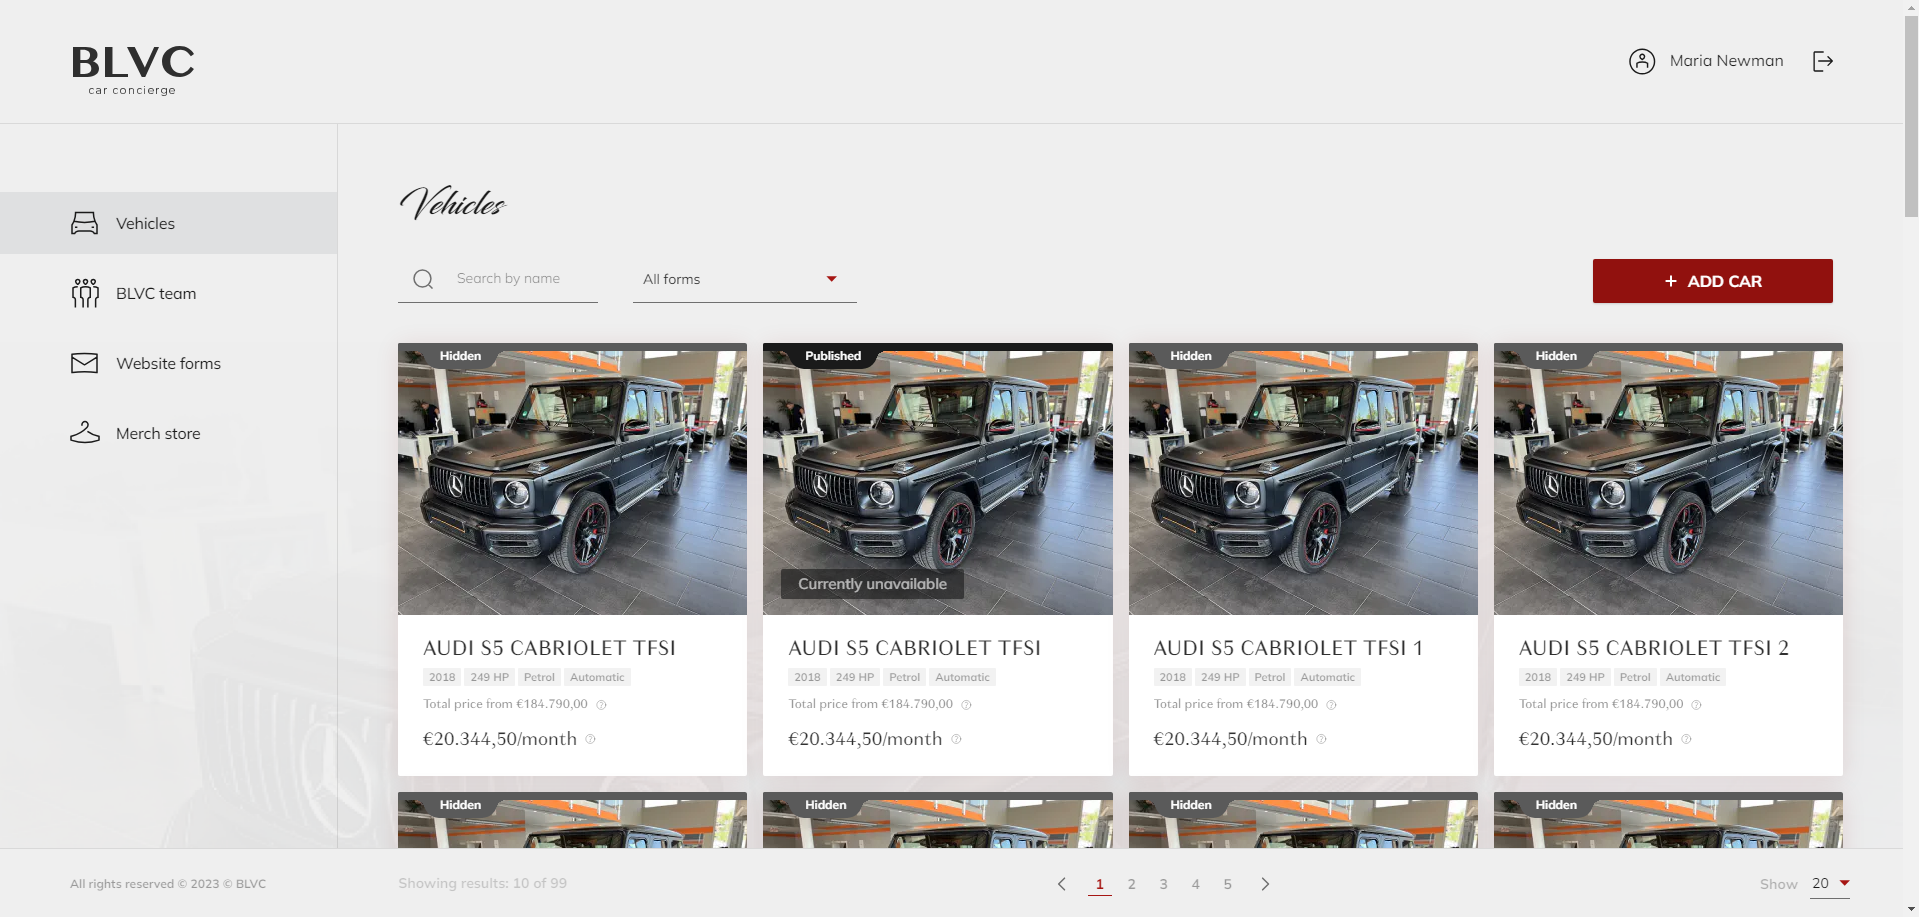 BLVC
car concierge
Maria Newman
Vehicles
BLVC team
Website forms
Merch store
Vehicles
Search by name
All forms
+ ADD CAR
Hidden
AUDI S5 CABRIOLET TFSI
2018 249 HP Petrol Automatic
Total price from €184.790,00
€20.344,50/month
Published
Currently unavailable
AUDI S5 CABRIOLET TFSI
2018 249 HP Petrol Automatic
Total price from €184.790,00
€20.344,50/month
Hidden
AUDI S5 CABRIOLET TFSI 1
2018 249 HP Petrol Automatic
Total price from €184.790,00
€20.344,50/month
Hidden
AUDI S5 CABRIOLET TFSI 2
2018 249 HP Petrol Automatic
Total price from €184.790,00
€20.344,50/month
Hidden
Hidden
Hidden
Hidden
All rights reserved © 2023 © BLVC
Showing results: 10 of 99
1 2 3 4 5
Show 20